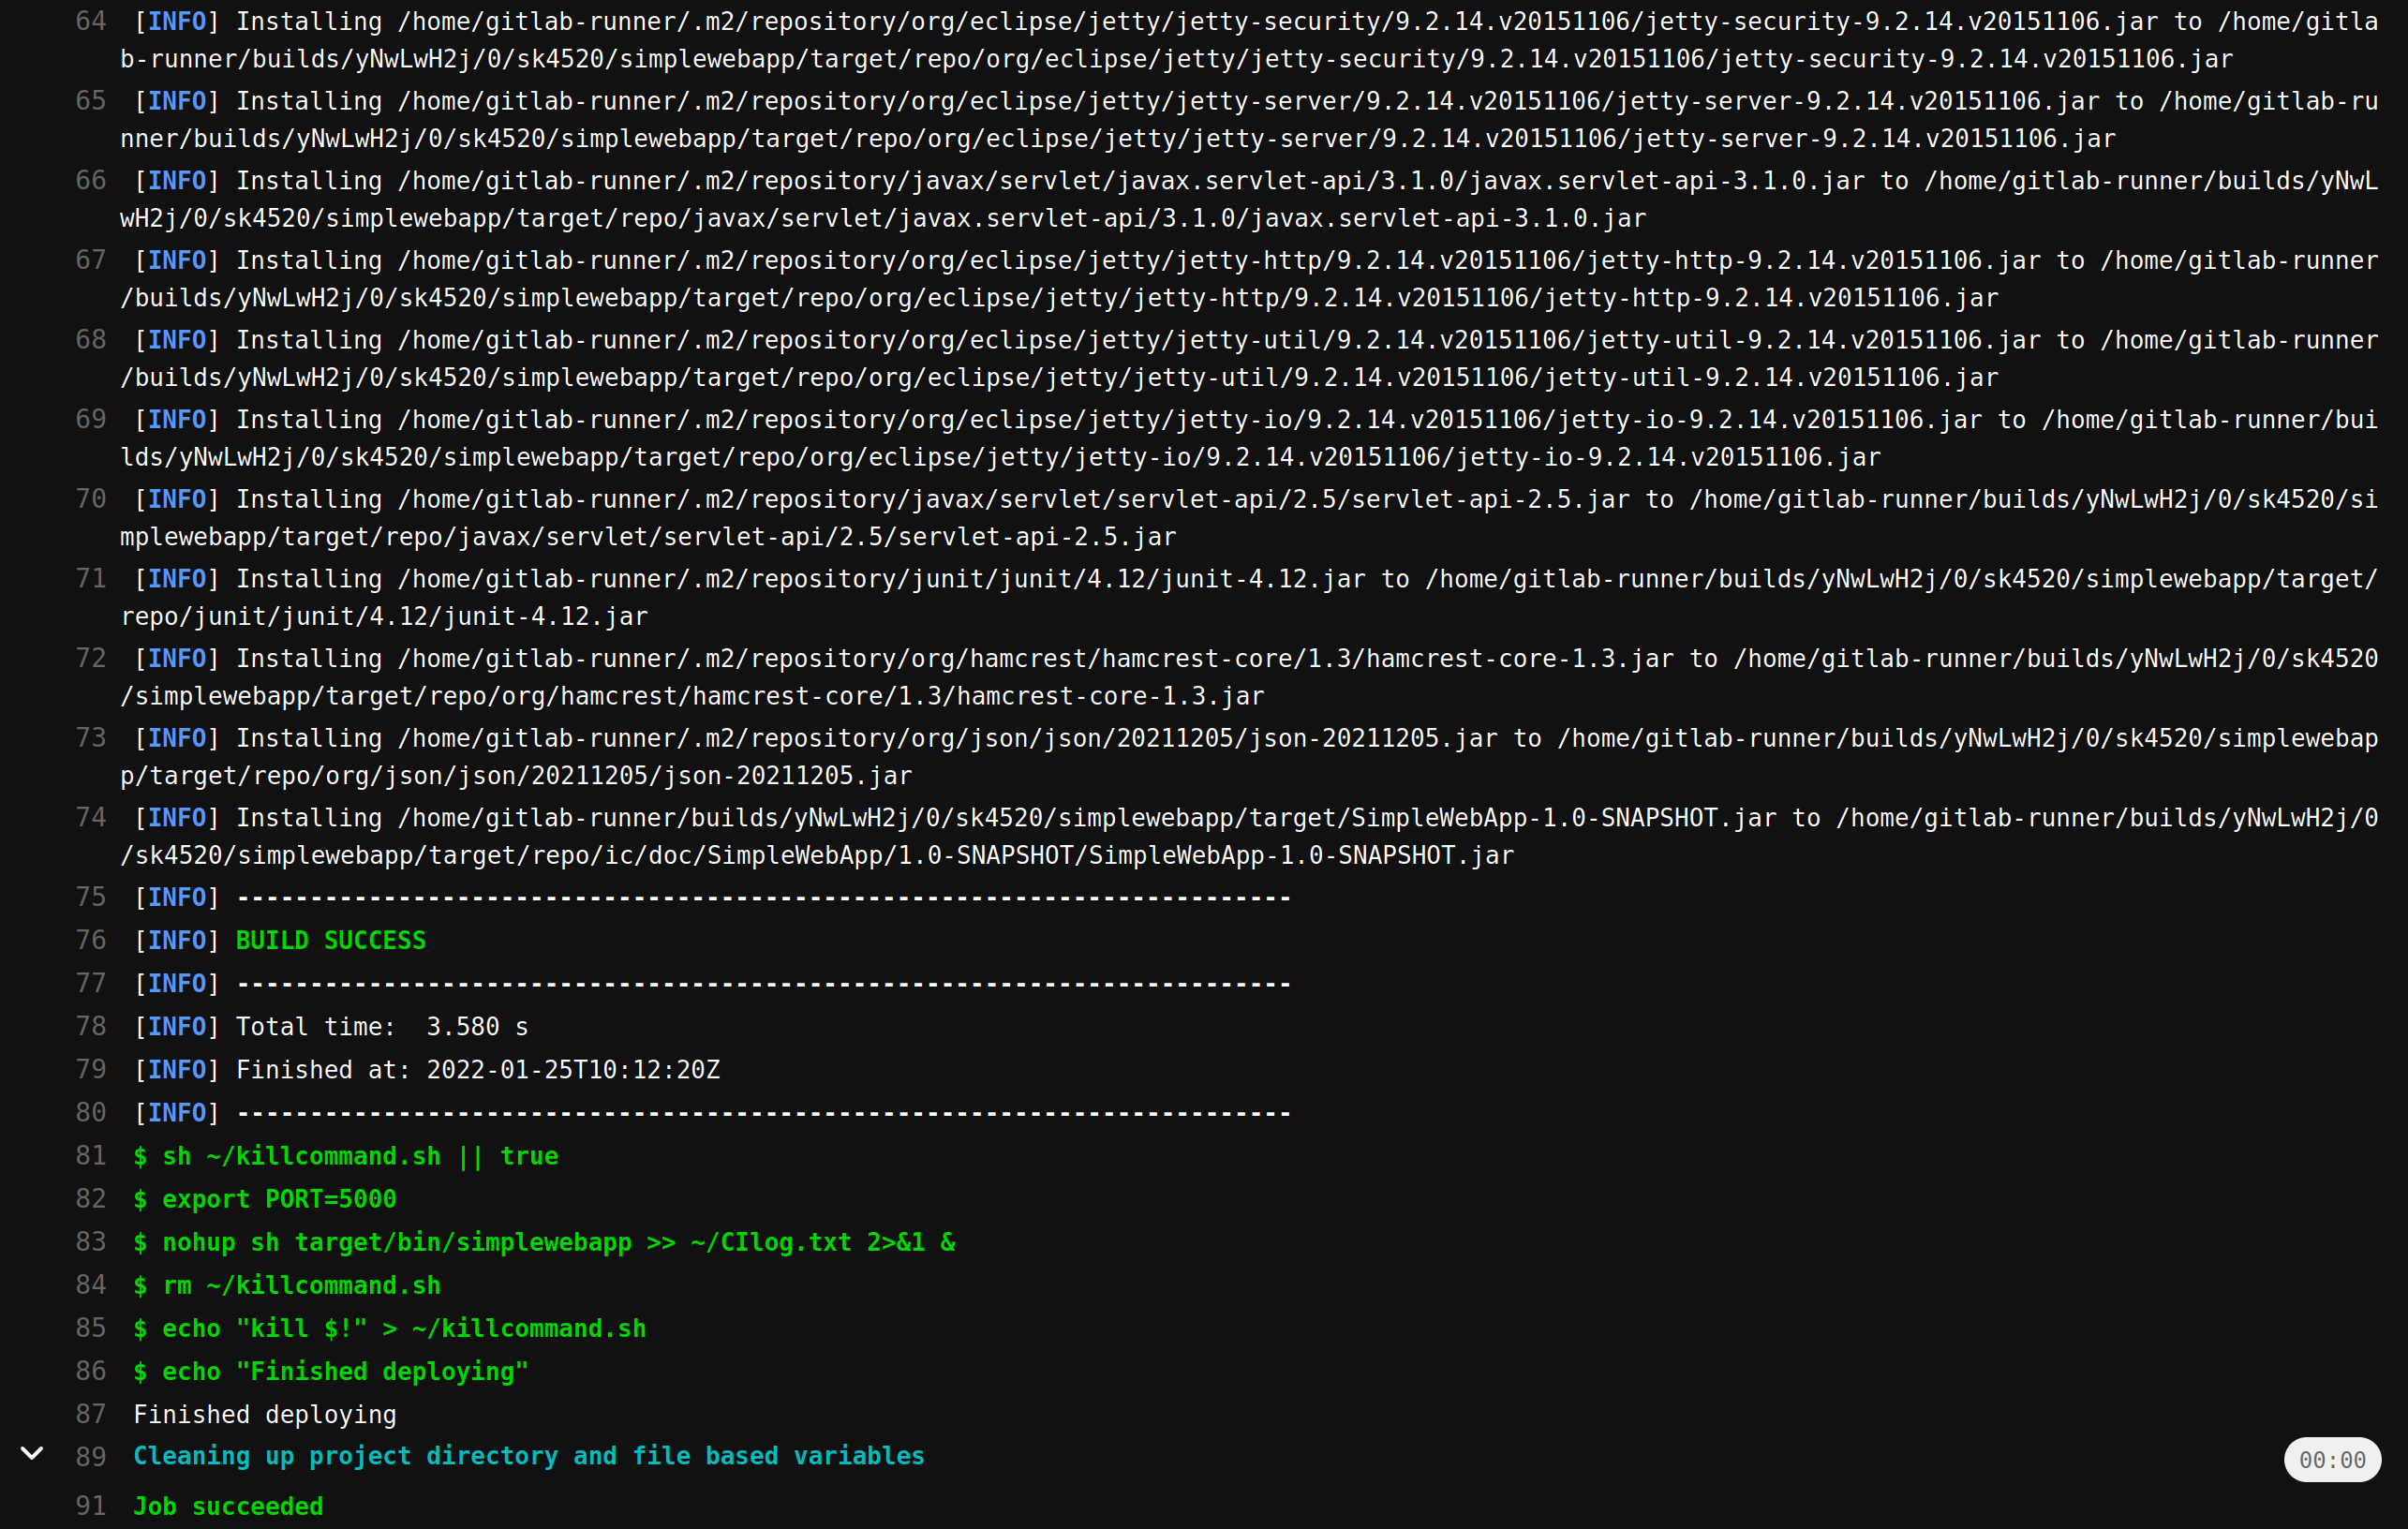 64 [INFO] Installing /home/gitlab-runner/.m2/repository/org/eclipse/jetty/jetty-security/9.2.14.v20151106/jetty-security-9.2.14.v20151106.jar to /home/gitla
b-runner/builds/yNwLwH2j/0/sk4520/simplewebapp/target/repo/org/eclipse/jetty/jetty-security/9.2.14.v20151106/jetty-security-9.2.14.v20151106.jar
65 [INFO] Installing /home/gitlab-runner/.m2/repository/org/eclipse/jetty/jetty-server/9.2.14.v20151106/jetty-server-9.2.14.v20151106.jar to /home/gitlab-ru
nner/builds/yNwLwH2j/0/sk4520/simplewebapp/target/repo/org/eclipse/jetty/jetty-server/9.2.14.v20151106/jetty-server-9.2.14.v20151106.jar
66 [INFO] Installing /home/gitlab-runner/.m2/repository/javax/servlet/javax.servlet-api/3.1.0/javax.servlet-api-3.1.0.jar to /home/gitlab-runner/builds/yNwL
wH2j/0/sk4520/simplewebapp/target/repo/javax/servlet/javax.servlet-api/3.1.0/javax.servlet-api-3.1.0.jar
67 [INFO] Installing /home/gitlab-runner/.m2/repository/org/eclipse/jetty/jetty-http/9.2.14.v20151106/jetty-http-9.2.14.v20151106.jar to /home/gitlab-runner
/builds/yNwLwH2j/0/sk4520/simplewebapp/target/repo/org/eclipse/jetty/jetty-http/9.2.14.v20151106/jetty-http-9.2.14.v20151106.jar
68 [INFO] Installing /home/gitlab-runner/.m2/repository/org/eclipse/jetty/jetty-util/9.2.14.v20151106/jetty-util-9.2.14.v20151106.jar to /home/gitlab-runner
/builds/yNwLwH2j/0/sk4520/simplewebapp/target/repo/org/eclipse/jetty/jetty-util/9.2.14.v20151106/jetty-util-9.2.14.v20151106.jar
69 [INFO] Installing /home/gitlab-runner/.m2/repository/org/eclipse/jetty/jetty-io/9.2.14.v20151106/jetty-io-9.2.14.v20151106.jar to /home/gitlab-runner/bui
lds/yNwLwH2j/0/sk4520/simplewebapp/target/repo/org/eclipse/jetty/jetty-io/9.2.14.v20151106/jetty-io-9.2.14.v20151106.jar
70 [INFO] Installing /home/gitlab-runner/.m2/repository/javax/servlet/servlet-api/2.5/servlet-api-2.5.jar to /home/gitlab-runner/builds/yNwLwH2j/0/sk4520/si
mplewebapp/target/repo/javax/servlet/servlet-api/2.5/servlet-api-2.5.jar
71 [INFO] Installing /home/gitlab-runner/.m2/repository/junit/junit/4.12/junit-4.12.jar to /home/gitlab-runner/builds/yNwLwH2j/0/sk4520/simplewebapp/target/
repo/junit/junit/4.12/junit-4.12.jar
72 [INFO] Installing /home/gitlab-runner/.m2/repository/org/hamcrest/hamcrest-core/1.3/hamcrest-core-1.3.jar to /home/gitlab-runner/builds/yNwLwH2j/0/sk4520
/simplewebapp/target/repo/org/hamcrest/hamcrest-core/1.3/hamcrest-core-1.3.jar
73 [INFO] Installing /home/gitlab-runner/.m2/repository/org/json/json/20211205/json-20211205.jar to /home/gitlab-runner/builds/yNwLwH2j/0/sk4520/simplewebap
p/target/repo/org/json/json/20211205/json-20211205.jar
74 [INFO] Installing /home/gitlab-runner/builds/yNwLwH2j/0/sk4520/simplewebapp/target/SimpleWebApp-1.0-SNAPSHOT.jar to /home/gitlab-runner/builds/yNwLwH2j/0
/sk4520/simplewebapp/target/repo/ic/doc/SimpleWebApp/1.0-SNAPSHOT/SimpleWebApp-1.0-SNAPSHOT.jar
75 [INFO] ------------------------------------------------------------------------
76 [INFO] BUILD SUCCESS
77 [INFO] ------------------------------------------------------------------------
78 [INFO] Total time:  3.580 s
79 [INFO] Finished at: 2022-01-25T10:12:20Z
80 [INFO] ------------------------------------------------------------------------
81 $ sh ~/killcommand.sh || true
82 $ export PORT=5000
83 $ nohup sh target/bin/simplewebapp >> ~/CIlog.txt 2>&1 &
84 $ rm ~/killcommand.sh
85 $ echo "kill $!" > ~/killcommand.sh
86 $ echo "Finished deploying"
87 Finished deploying
89 Cleaning up project directory and file based variables 00:00
91 Job succeeded